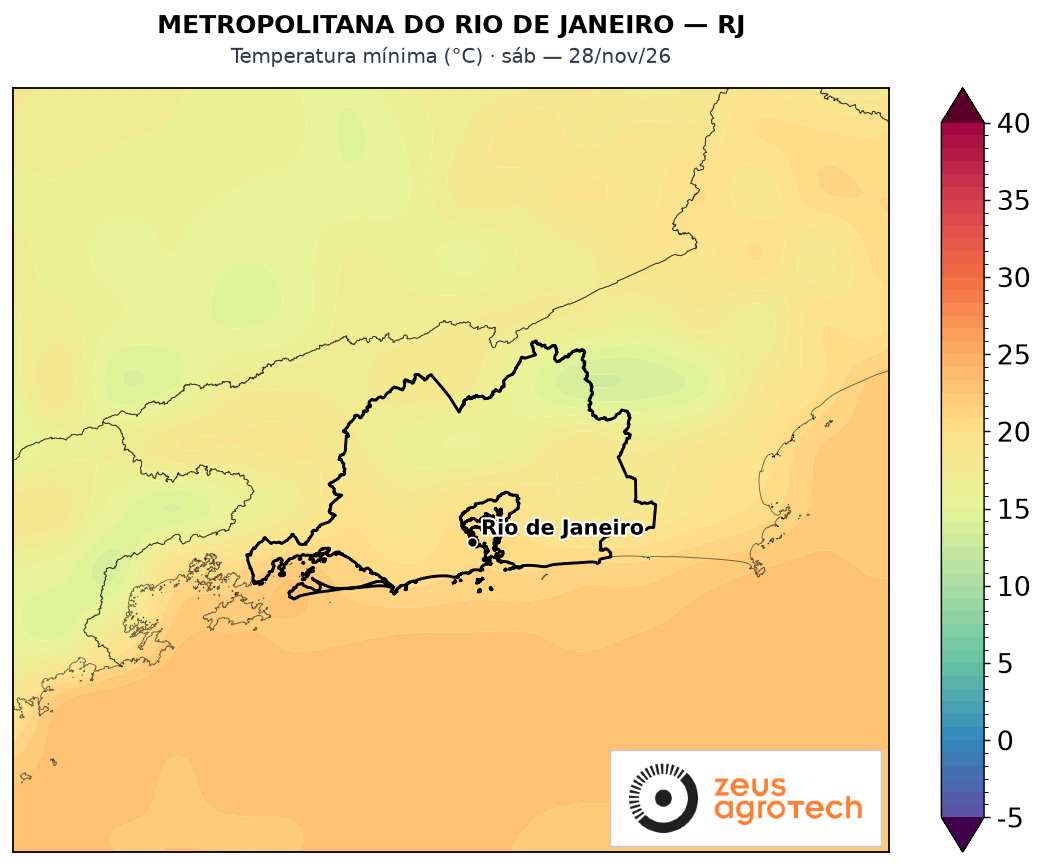 METROPOLITANA DO RIO DE JANEIRO — RJ
Temperatura mínima (°C) · sáb — 28/nov/26
40
35
30
25
20
15
10
5
0
-5
Rio de Janeiro
zeus
agrotech